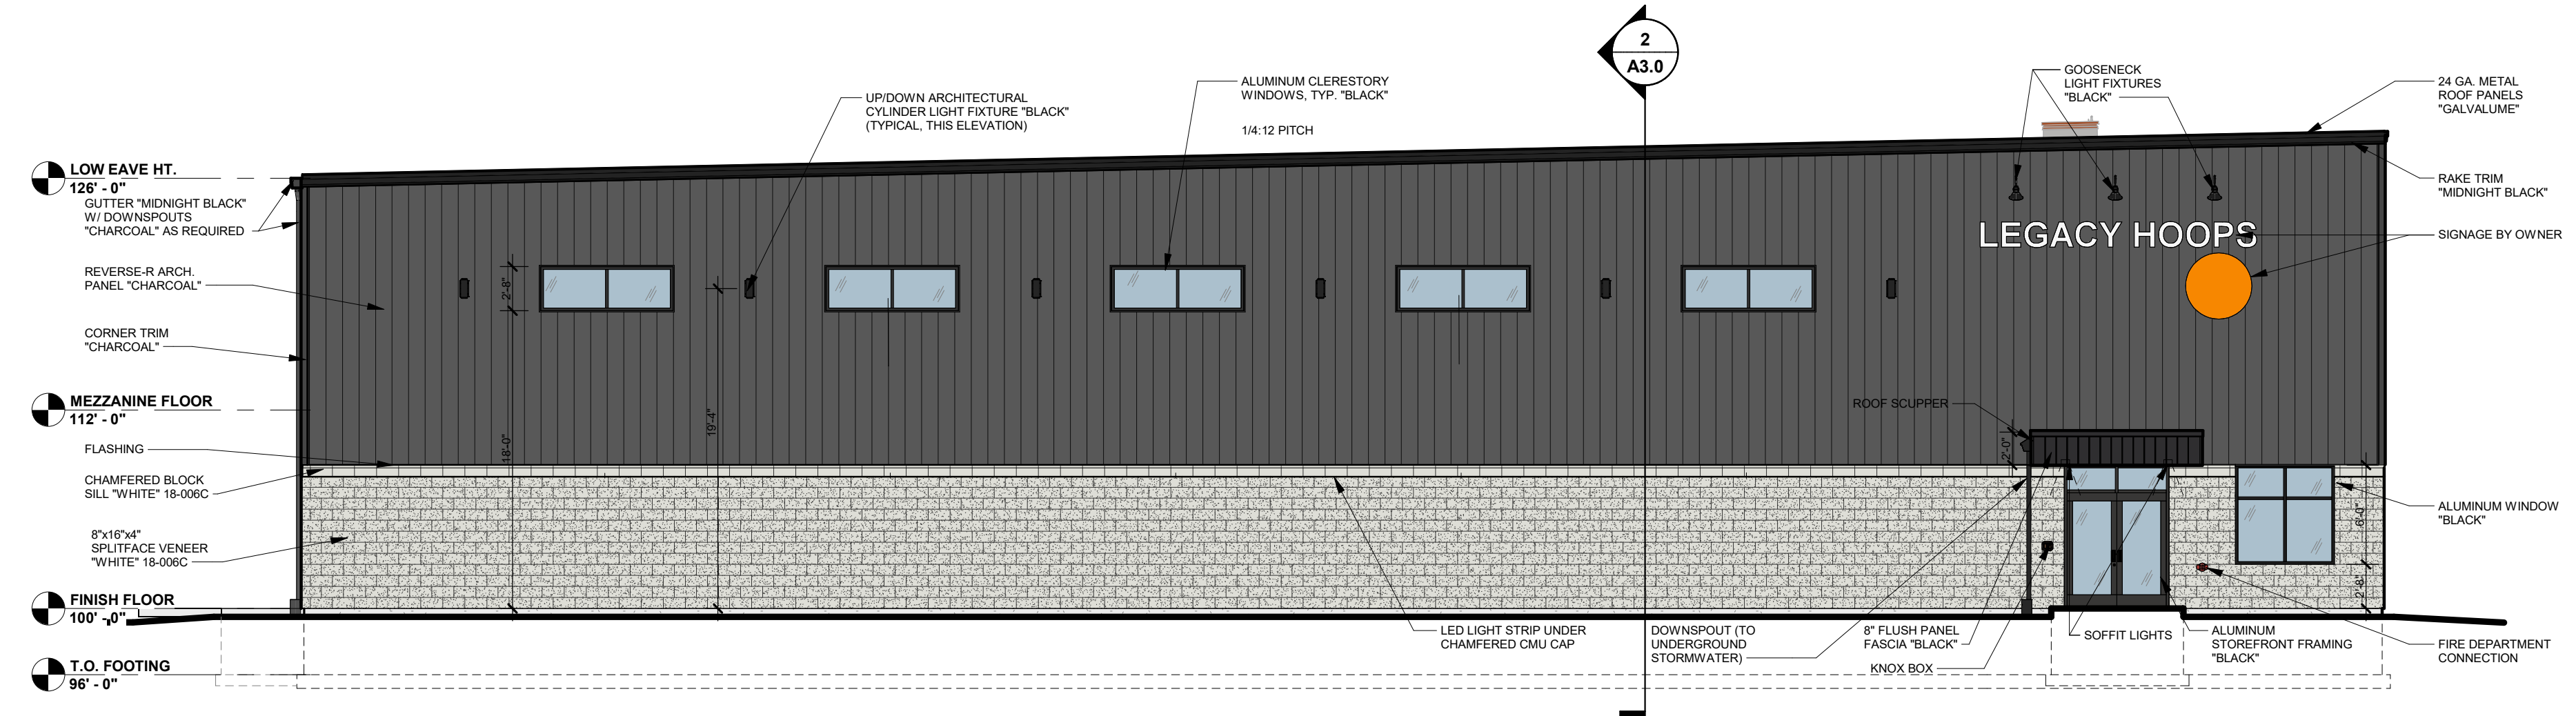 2
A3.0
UP/DOWN ARCHITECTURAL
CYLINDER LIGHT FIXTURE "BLACK"
(TYPICAL, THIS ELEVATION)
ALUMINUM CLERESTORY
WINDOWS, TYP. "BLACK"
1/4:12 PITCH
GOOSENECK
LIGHT FIXTURES
"BLACK"
24 GA. METAL
ROOF PANELS
"GALVALUME"
LOW EAVE HT.
126' - 0"
GUTTER "MIDNIGHT BLACK"
W/ DOWNSPOUTS
"CHARCOAL" AS REQUIRED
RAKE TRIM
"MIDNIGHT BLACK"
LEGACY HOOPS
SIGNAGE BY OWNER
REVERSE-R ARCH.
PANEL "CHARCOAL"
2'-8"
CORNER TRIM
"CHARCOAL"
MEZZANINE FLOOR
112' - 0"
19'-4"
ROOF SCUPPER
FLASHING
18'-0"
2'-0"
CHAMFERED BLOCK
SILL "WHITE" 18-006C
ALUMINUM WINDOW
"BLACK"
6'-0"
8"x16"x4"
SPLITFACE VENEER
"WHITE" 18-006C
2'-8"
FINISH FLOOR
100' - 0"
LED LIGHT STRIP UNDER
CHAMFERED CMU CAP
DOWNSPOUT (TO
UNDERGROUND
STORMWATER)
8" FLUSH PANEL
FASCIA "BLACK"
KNOX BOX
SOFFIT LIGHTS
ALUMINUM
STOREFRONT FRAMING
"BLACK"
FIRE DEPARTMENT
CONNECTION
T.O. FOOTING
96' - 0"